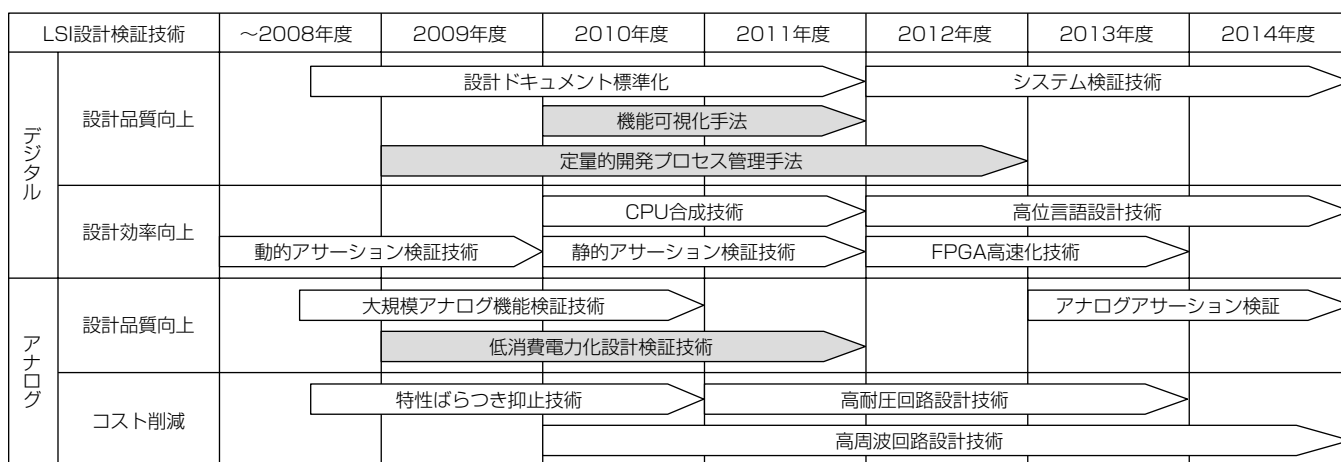 LSI設計検証技術 ～2008年度 2009年度 2010年度 2011年度 2012年度 2013年度 2014年度
デジタル
設計品質向上
設計ドキュメント標準化 システム検証技術
機能可視化手法
定量的開発プロセス管理手法
設計効率向上
CPU合成技術 高位言語設計技術
動的アサーション検証技術 静的アサーション検証技術 FPGA高速化技術
アナログ
設計品質向上
大規模アナログ機能検証技術 アナログアサーション検証
低消費電力化設計検証技術
コスト削減
特性ばらつき抑止技術 高耐圧回路設計技術
高周波回路設計技術